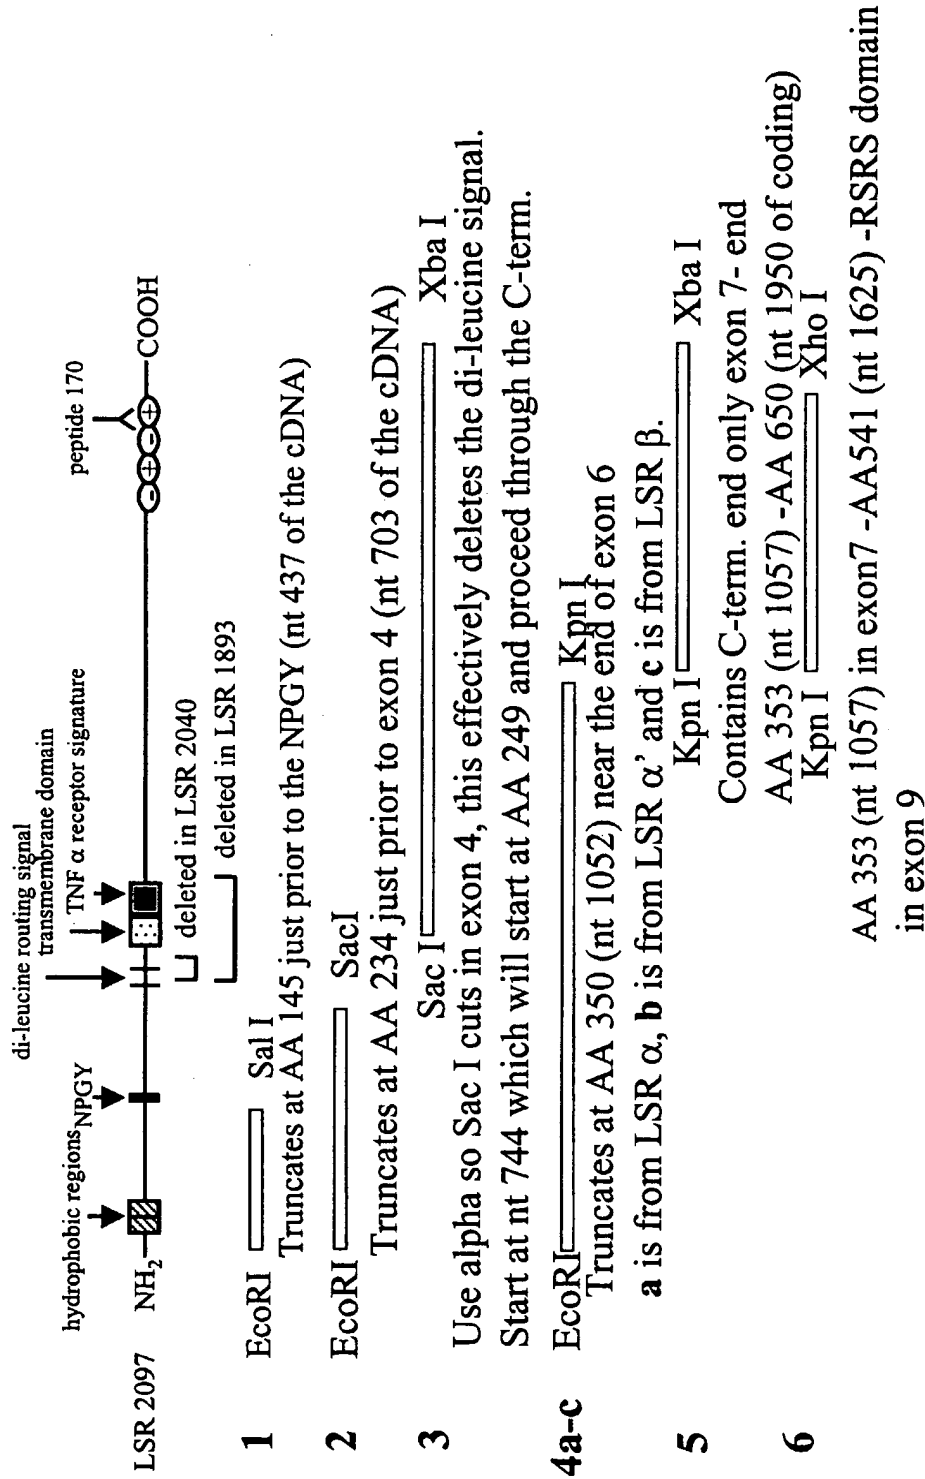 di-leucine routing signal
transmembrane domain
TNF α receptor signature
hydrophobic regions
NPGY
peptide 170
LSR 2097
NH2
COOH
- + - +
deleted in LSR 2040
deleted in LSR 1893
1
EcoRI
Sal I
Truncates at AA 145 just prior to the NPGY (nt 437 of the cDNA)
2
EcoRI
SacI
Truncates at AA 234 just prior to exon 4 (nt 703 of the cDNA)
3
Sac I
Xba I
Use alpha so Sac I cuts in exon 4, this effectively deletes the di-leucine signal.
Start at nt 744 which will start at AA 249 and proceed through the C-term.
4a-c
EcoRI
Kpn I
Truncates at AA 350 (nt 1052) near the end of exon 6
a is from LSR α, b is from LSR α' and c is from LSR β.
5
Kpn I
Xba I
Contains C-term. end only exon 7- end
AA 353 (nt 1057) -AA 650 (nt 1950 of coding)
6
Kpn I
Xho I
AA 353 (nt 1057) in exon7 -AA541 (nt 1625) -RSRS domain
in exon 9